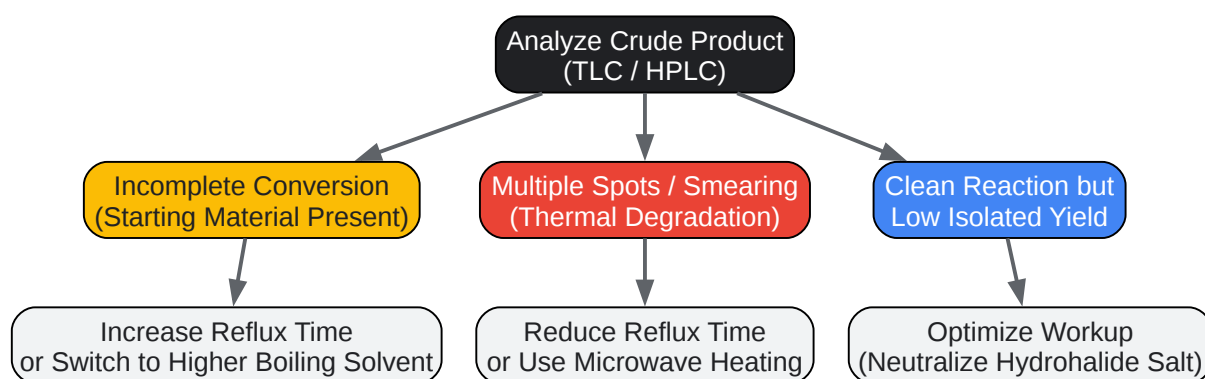 Analyze Crude Product
(TLC / HPLC)
Incomplete Conversion
(Starting Material Present)
Multiple Spots / Smearing
(Thermal Degradation)
Clean Reaction but
Low Isolated Yield
Increase Reflux Time
or Switch to Higher Boiling Solvent
Reduce Reflux Time
or Use Microwave Heating
Optimize Workup
(Neutralize Hydrohalide Salt)